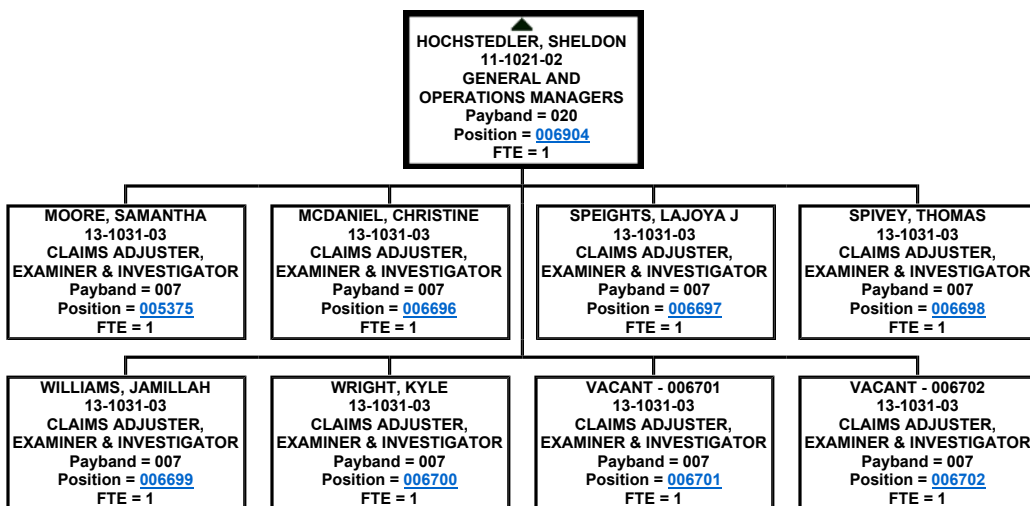 HOCHSTEDLER, SHELDON
11-1021-02
GENERAL AND
OPERATIONS MANAGERS
Payband = 020
Position = 006904
FTE = 1
MOORE, SAMANTHA
13-1031-03
CLAIMS ADJUSTER,
EXAMINER & INVESTIGATOR
Payband = 007
Position = 005375
FTE = 1
MCDANIEL, CHRISTINE
13-1031-03
CLAIMS ADJUSTER,
EXAMINER & INVESTIGATOR
Payband = 007
Position = 006696
FTE = 1
SPEIGHTS, LAJOYA J
13-1031-03
CLAIMS ADJUSTER,
EXAMINER & INVESTIGATOR
Payband = 007
Position = 006697
FTE = 1
SPIVEY, THOMAS
13-1031-03
CLAIMS ADJUSTER,
EXAMINER & INVESTIGATOR
Payband = 007
Position = 006698
FTE = 1
WILLIAMS, JAMILLAH
13-1031-03
CLAIMS ADJUSTER,
EXAMINER & INVESTIGATOR
Payband = 007
Position = 006699
FTE = 1
WRIGHT, KYLE
13-1031-03
CLAIMS ADJUSTER,
EXAMINER & INVESTIGATOR
Payband = 007
Position = 006700
FTE = 1
VACANT - 006701
13-1031-03
CLAIMS ADJUSTER,
EXAMINER & INVESTIGATOR
Payband = 007
Position = 006701
FTE = 1
VACANT - 006702
13-1031-03
CLAIMS ADJUSTER,
EXAMINER & INVESTIGATOR
Payband = 007
Position = 006702
FTE = 1